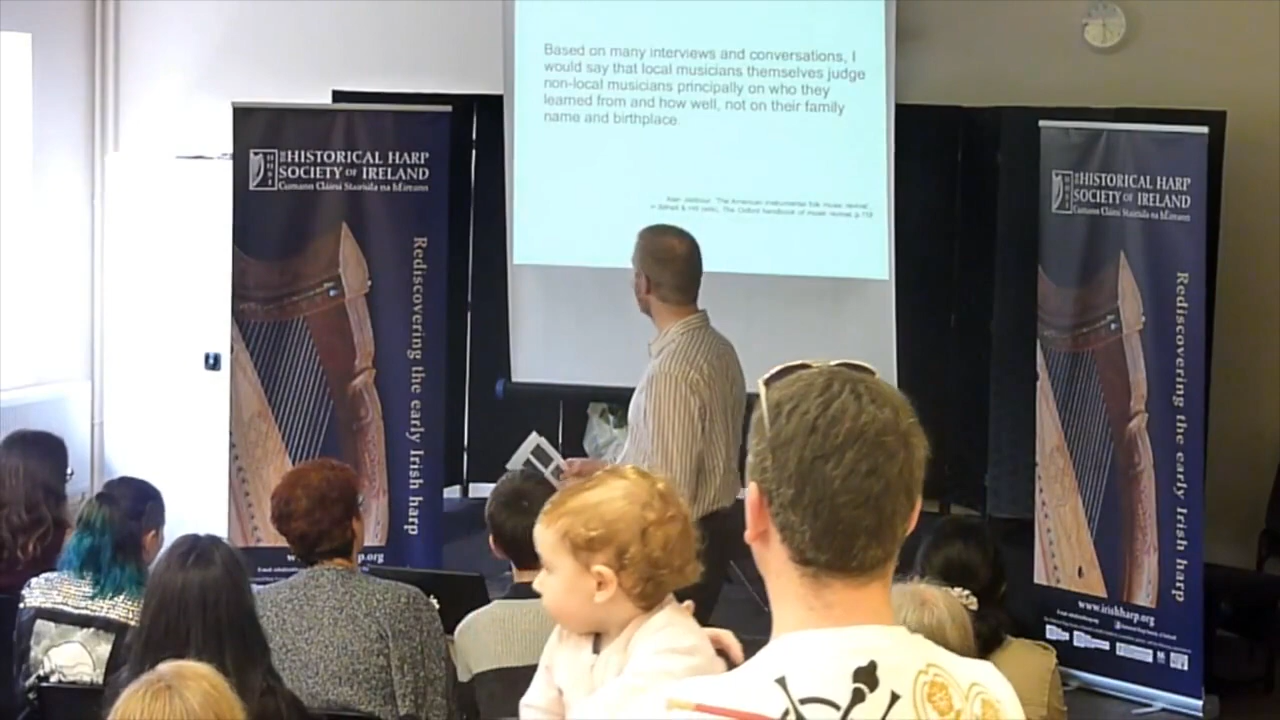 Based on many interviews and conversations, I
would say that local musicians themselves judge
non-local musicians principally on who they
learned from and how well, not on their family
name and birthplace.
THE HISTORICAL HARP
SOCIETY OF IRELAND
Cumann Cláirsí Stairiúla na hÉireann
Rediscovering the early Irish harp
THE HISTORICAL HARP
SOCIETY OF IRELAND
Cumann Cláirsí Stairiúla na hÉireann
Rediscovering the early Irish harp
www.irishharp.org